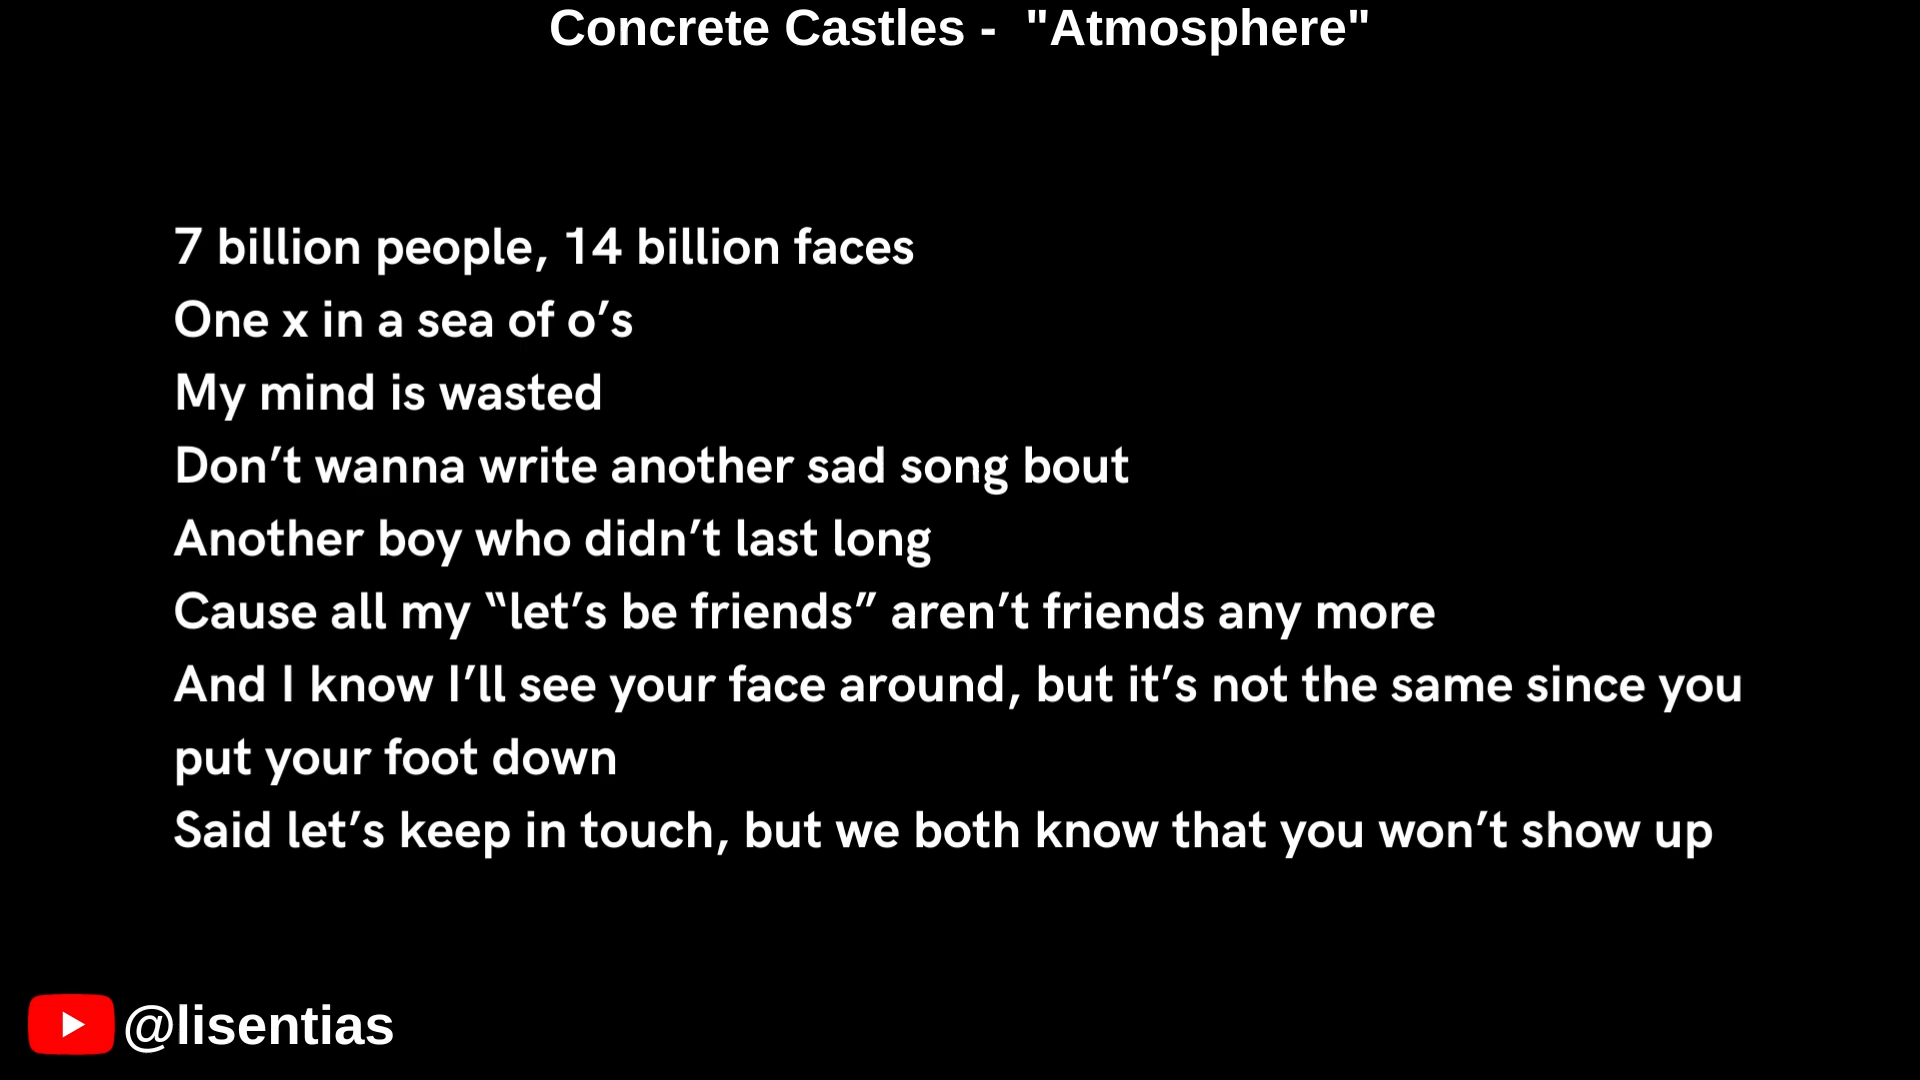 Concrete Castles -  "Atmosphere"
7 billion people, 14 billion faces
One x in a sea of o’s
My mind is wasted
Don’t wanna write another sad song bout
Another boy who didn’t last long
Cause all my “let’s be friends” aren’t friends any more
And I know I’ll see your face around, but it’s not the same since you
put your foot down
Said let’s keep in touch, but we both know that you won’t show up
@lisentias